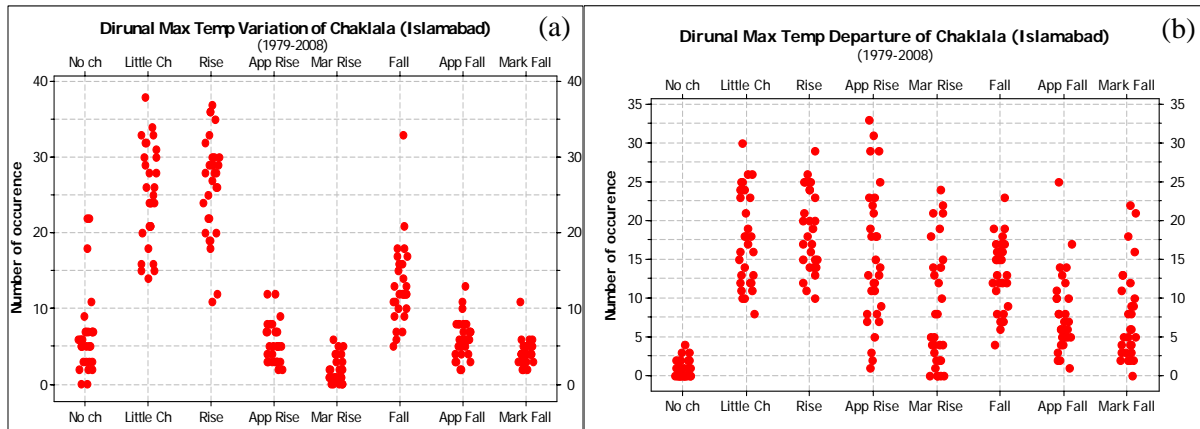 Dirunal Max Temp Variation of Chaklala (Islamabad) (a)
(1979-2008)
No ch Little Ch Rise App Rise Mar Rise Fall App Fall Mark Fall
40 40
30 30
20 20
10 10
0 0
Number of occurence
No ch Little Ch Rise App Rise Mar Rise Fall App Fall Mark Fall
Dirunal Max Temp Departure of Chaklala (Islamabad) (b)
(1979-2008)
No ch Little Ch Rise App Rise Mar Rise Fall App Fall Mark Fall
35 35
30 30
25 25
20 20
15 15
10 10
5 5
0 0
Number of occurence
No ch Little Ch Rise App Rise Mar Rise Fall App Fall Mark Fall